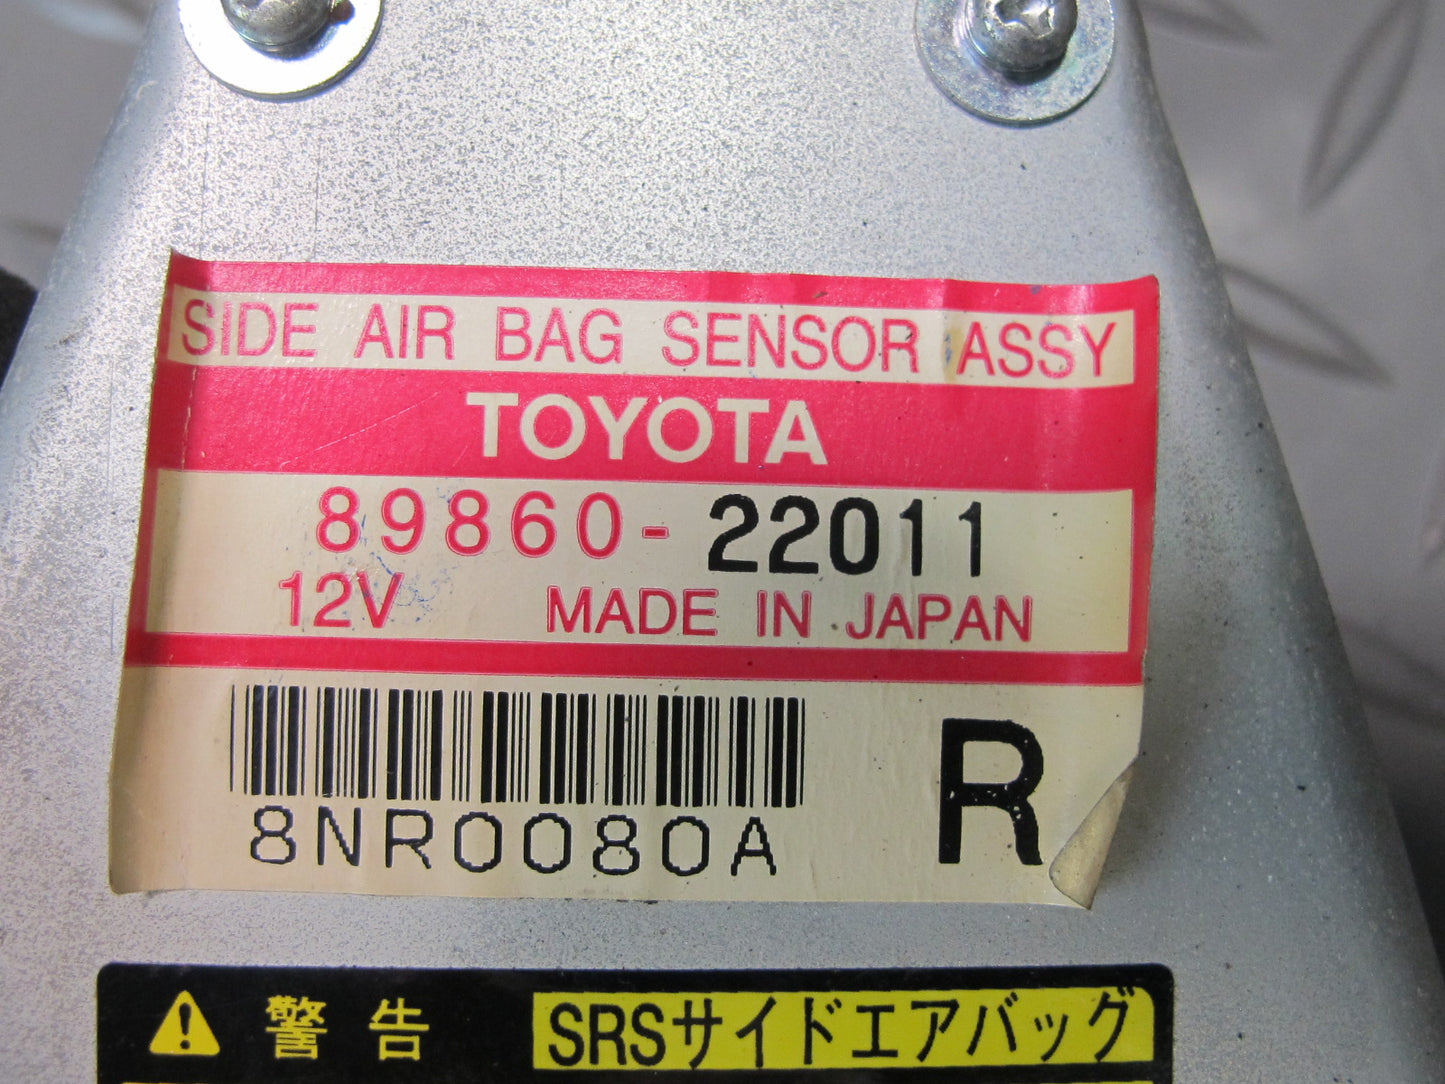 SIDE AIR BAG SENSOR ASSY
TOYOTA
89860-22011
12V MADE IN JAPAN
8NR0080A
R
警告 SRSサイドエアバッグ